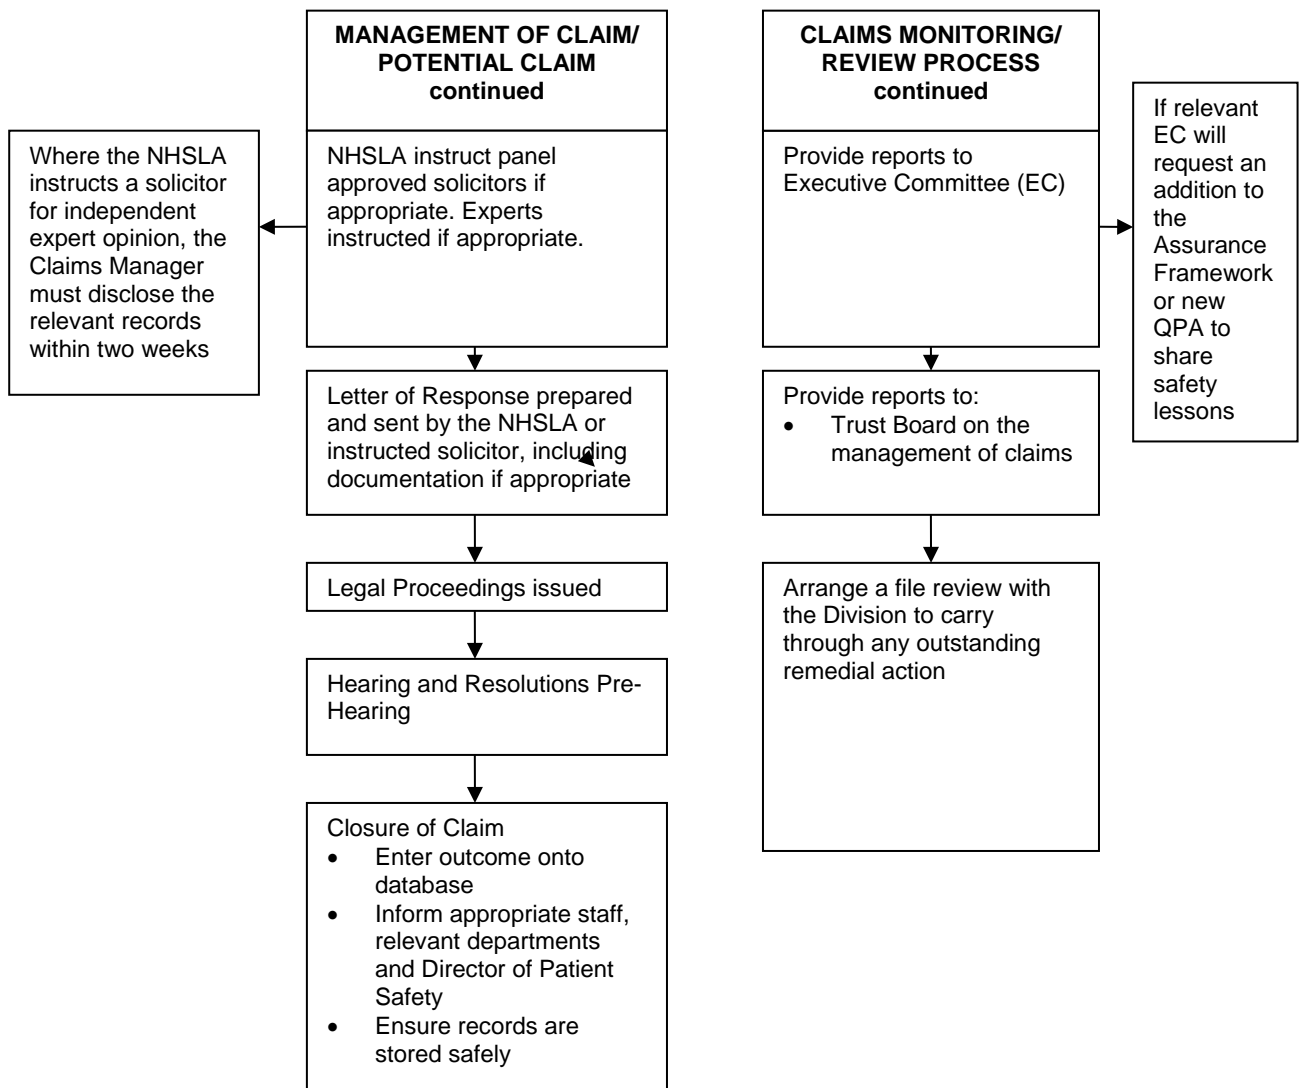 MANAGEMENT OF CLAIM/
POTENTIAL CLAIM
continued
Where the NHSLA
instructs a solicitor
for independent
expert opinion, the
Claims Manager
must disclose the
relevant records
within two weeks
NHSLA instruct panel
approved solicitors if
appropriate. Experts
instructed if appropriate.
Letter of Response prepared
and sent by the NHSLA or
instructed solicitor, including
documentation if appropriate
Legal Proceedings issued
Hearing and Resolutions Pre-
Hearing
Closure of Claim
• Enter outcome onto
database
• Inform appropriate staff,
relevant departments
and Director of Patient
Safety
• Ensure records are
stored safely
CLAIMS MONITORING/
REVIEW PROCESS
continued
Provide reports to
Executive Committee (EC)
If relevant
EC will
request an
addition to
the
Assurance
Framework
or new
QPA to
share
safety
lessons
Provide reports to:
• Trust Board on the
management of claims
Arrange a file review with
the Division to carry
through any outstanding
remedial action